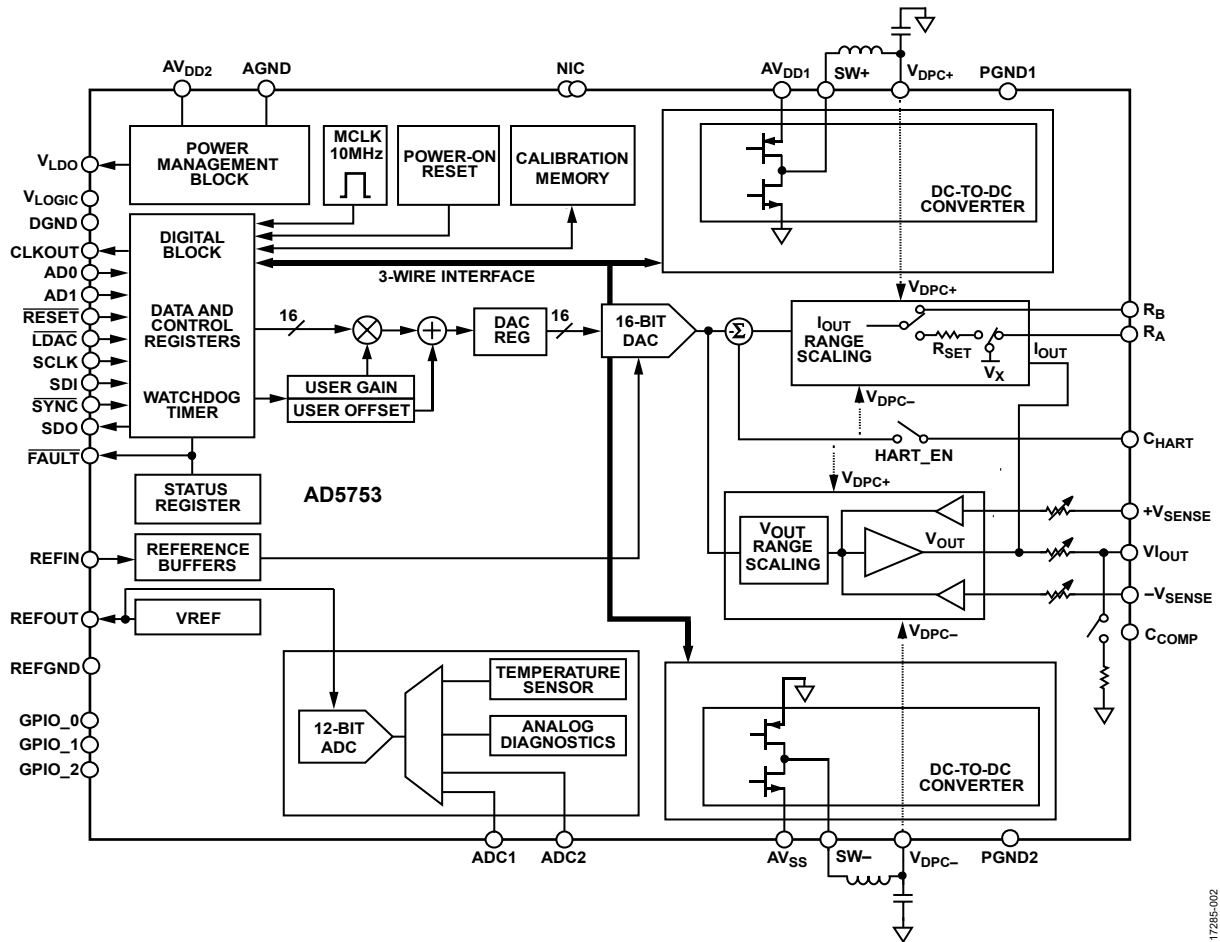 AVDD2
AGND
NIC
AVDD1
SW+
VDPC+
PGND1
POWER
MANAGEMENT
BLOCK
MCLK
10MHz
POWER-ON
RESET
CALIBRATION
MEMORY
DC-TO-DC
CONVERTER
VLDO
VLOGIC
DGND
CLKOUT
AD0
AD1
RESET
LDAC
SCLK
SDI
SYNC
SDO
FAULT
DIGITAL
BLOCK
DATA AND
CONTROL
REGISTERS
WATCHDOG
TIMER
3-WIRE INTERFACE
16
USER GAIN
USER OFFSET
DAC
REG
16
16-BIT
DAC
Σ
VDPC+
IOUT
RANGE
SCALING
RSET
VX
IOUT
RB
RA
VDPC–
HART_EN
CHART
STATUS
REGISTER
AD5753
VDPC+
VOUT
RANGE
SCALING
VOUT
+VSENSE
VIOUT
–VSENSE
CCOMP
REFIN
REFERENCE
BUFFERS
REFOUT
VREF
REFGND
GPIO_0
GPIO_1
GPIO_2
12-BIT
ADC
TEMPERATURE
SENSOR
ANALOG
DIAGNOSTICS
VDPC–
DC-TO-DC
CONVERTER
ADC1
ADC2
AVSS
SW–
VDPC–
PGND2
17285-002